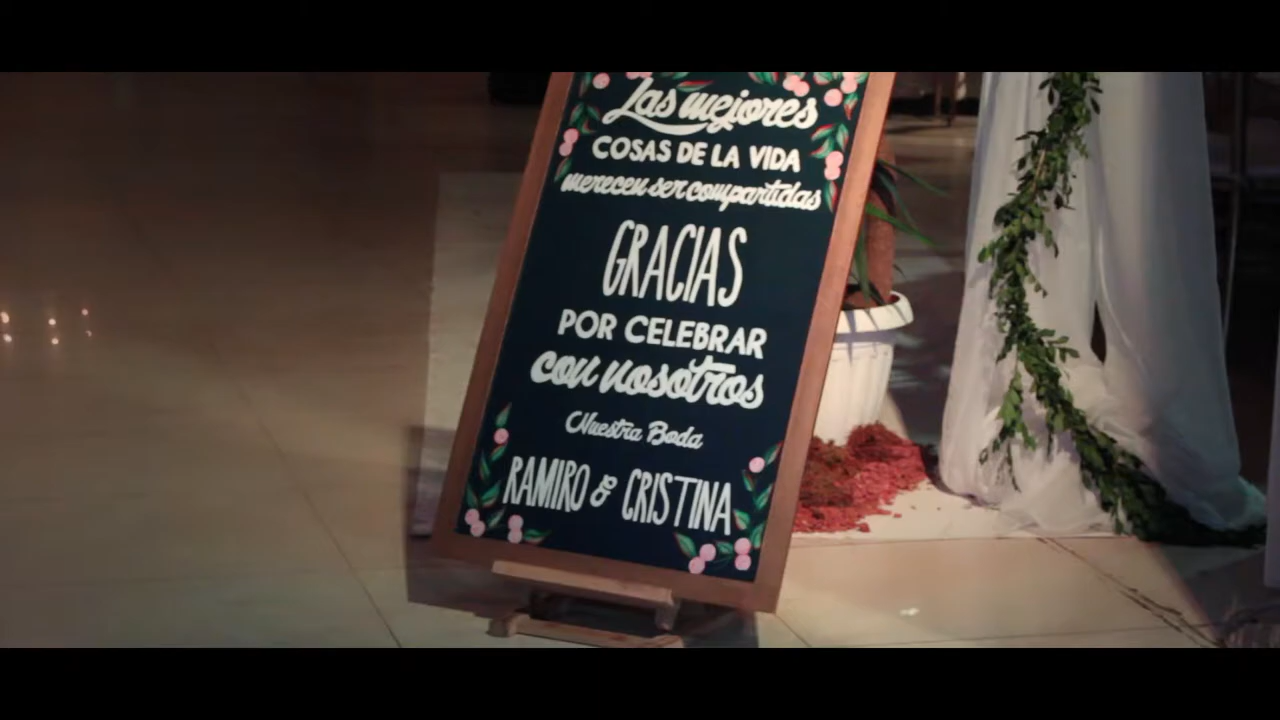 Las mejores
COSAS DE LA VIDA
merecen ser compartidas
GRACIAS
POR CELEBRAR
con nosotros
Nuestra Boda
RAMIRO & CRISTINA